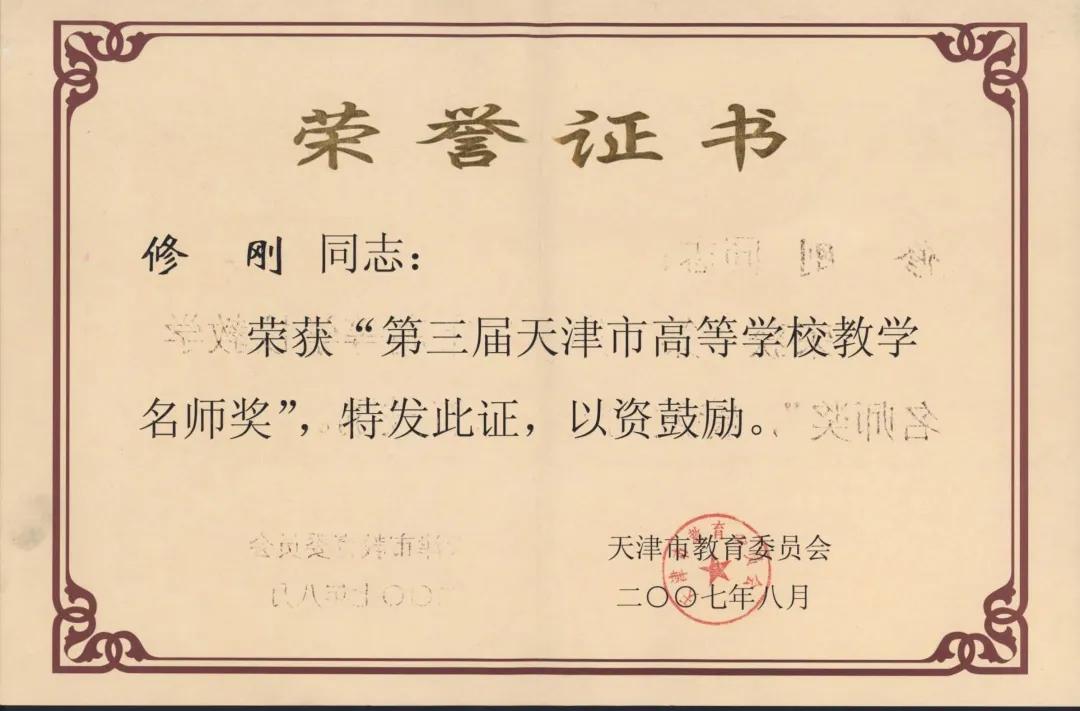 荣誉证书
修 刚 同志：
荣获“第三届天津市高等学校教学
名师奖”，特发此证，以资鼓励。
天津市教育委员会
二〇〇七年八月